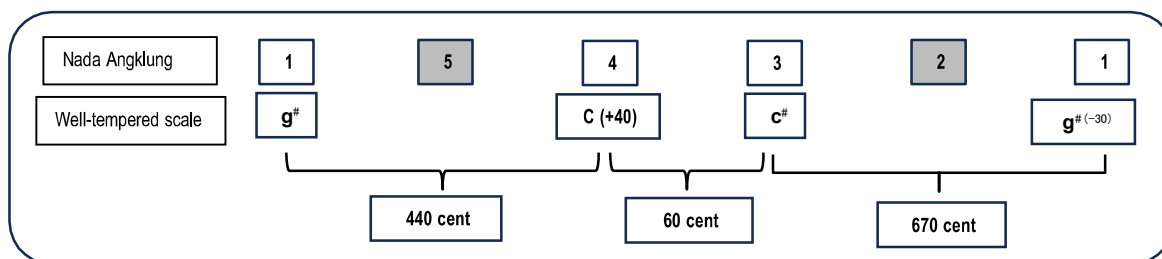 Nada Angklung 1 5 4 3 2 1
Well-tempered scale g# C (+40) c# g# (-30)
440 cent 60 cent 670 cent